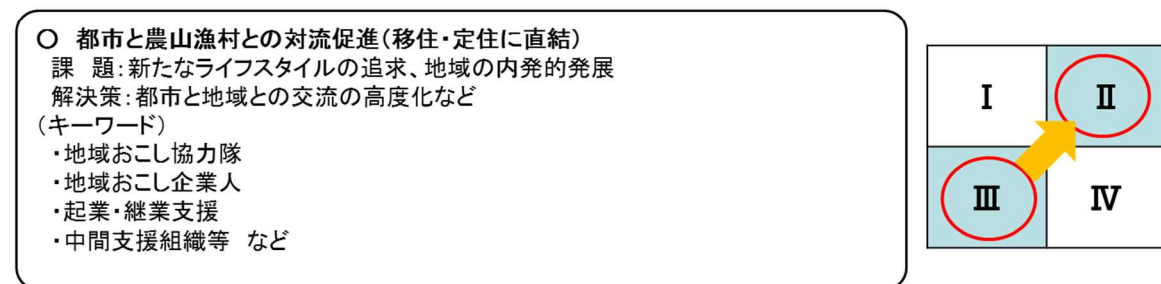 ○ 都市と農山漁村との対流促進(移住・定住に直結)
課 題:新たなライフスタイルの追求、地域の内発的発展
解決策:都市と地域との交流の高度化など
(キーワード)
・地域おこし協力隊
・地域おこし企業人
・起業・継業支援
・中間支援組織等 など
Ⅰ Ⅱ
Ⅲ Ⅳ